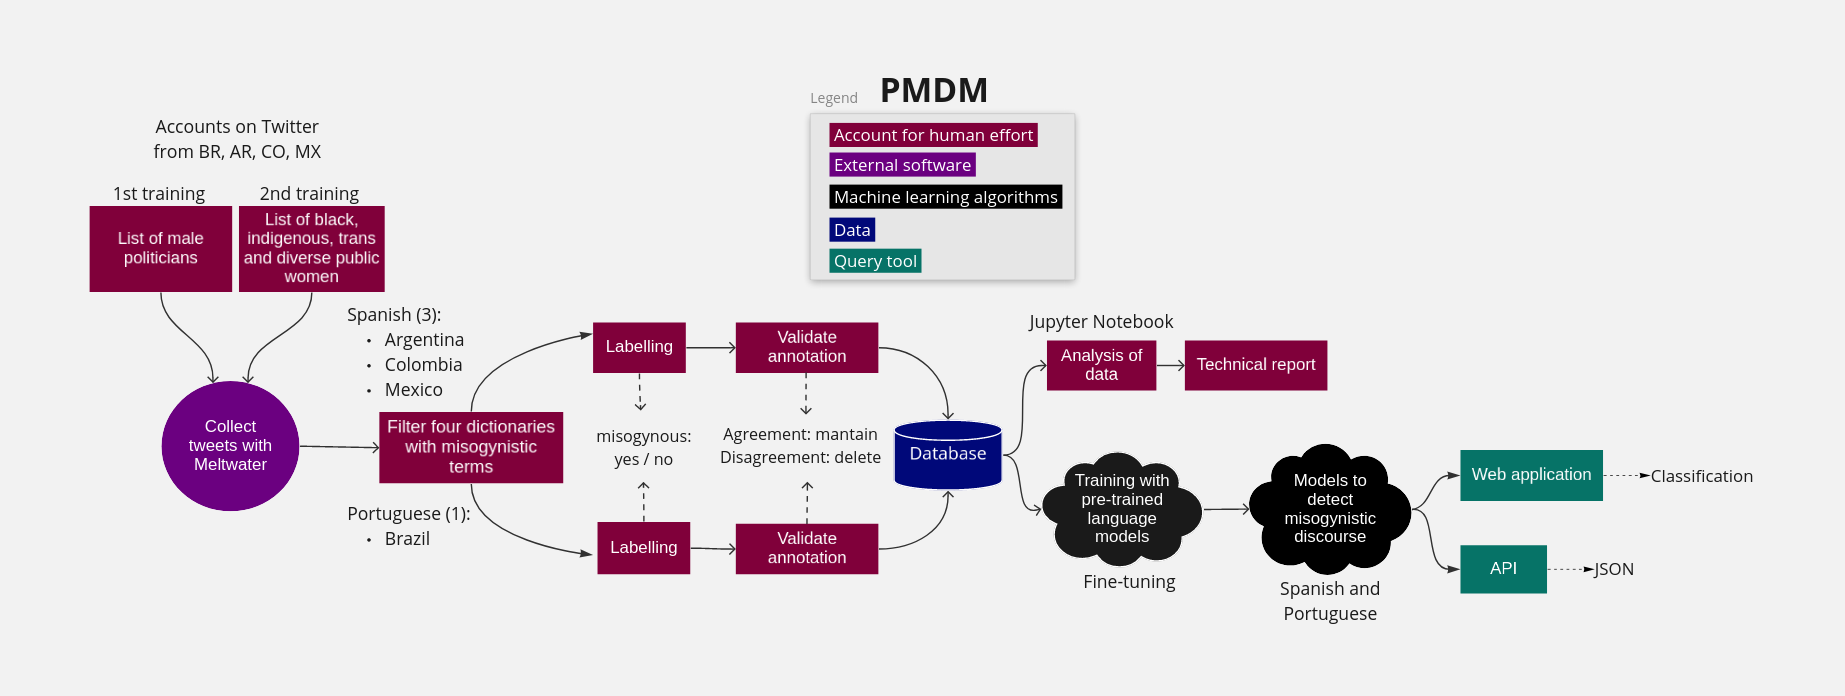 PMDM
Legend
Account for human effort
External software
Machine learning algorithms
Data
Query tool
Accounts on Twitter
from BR, AR, CO, MX
1st training
2nd training
List of male
politicians
List of black,
indigenous, trans
and diverse public
women
Collect
tweets with
Meltwater
Spanish (3):
• Argentina
• Colombia
• Mexico
Filter four dictionaries
with misogynistic
terms
Portuguese (1):
• Brazil
Labelling
Validate
annotation
misogynous:
yes / no
Agreement: mantain
Disagreement: delete
Labelling
Validate
annotation
Database
Jupyter Notebook
Analysis of
data
Technical report
Training with
pre-trained
language
models
Fine-tuning
Models to
detect
misogynistic
discourse
Spanish and
Portuguese
Web application
Classification
API
JSON